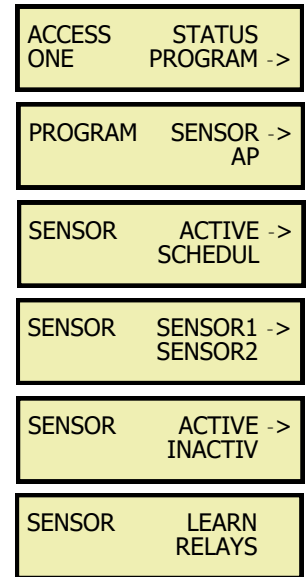 ACCESS STATUS
ONE PROGRAM ->
PROGRAM SENSOR ->
AP
SENSOR ACTIVE ->
SCHEDUL
SENSOR SENSOR1 ->
SENSOR2
SENSOR ACTIVE ->
INACTIV
SENSOR LEARN
RELAYS